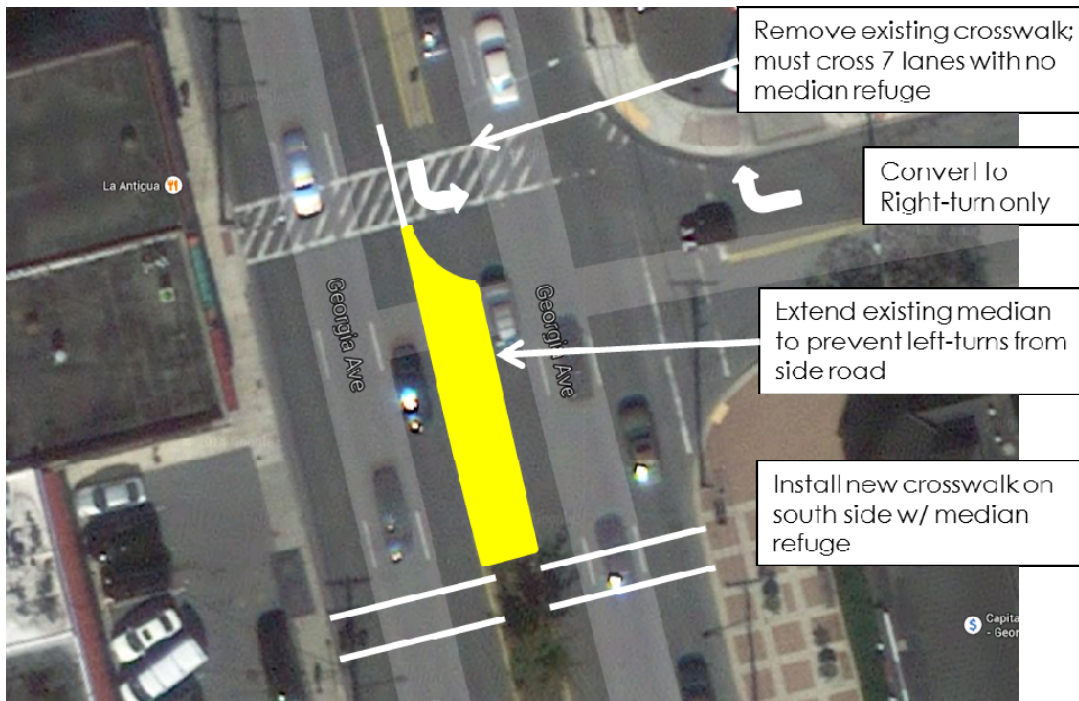 Remove existing crosswalk;
must cross 7 lanes with no
median refuge
Convert to
Right-turn only
La Antigua
Georgia Ave
Georgia Ave
Extend existing median
to prevent left-turns from
side road
Install new crosswalk on
south side w/ median
refuge
$
Capita
- Geor